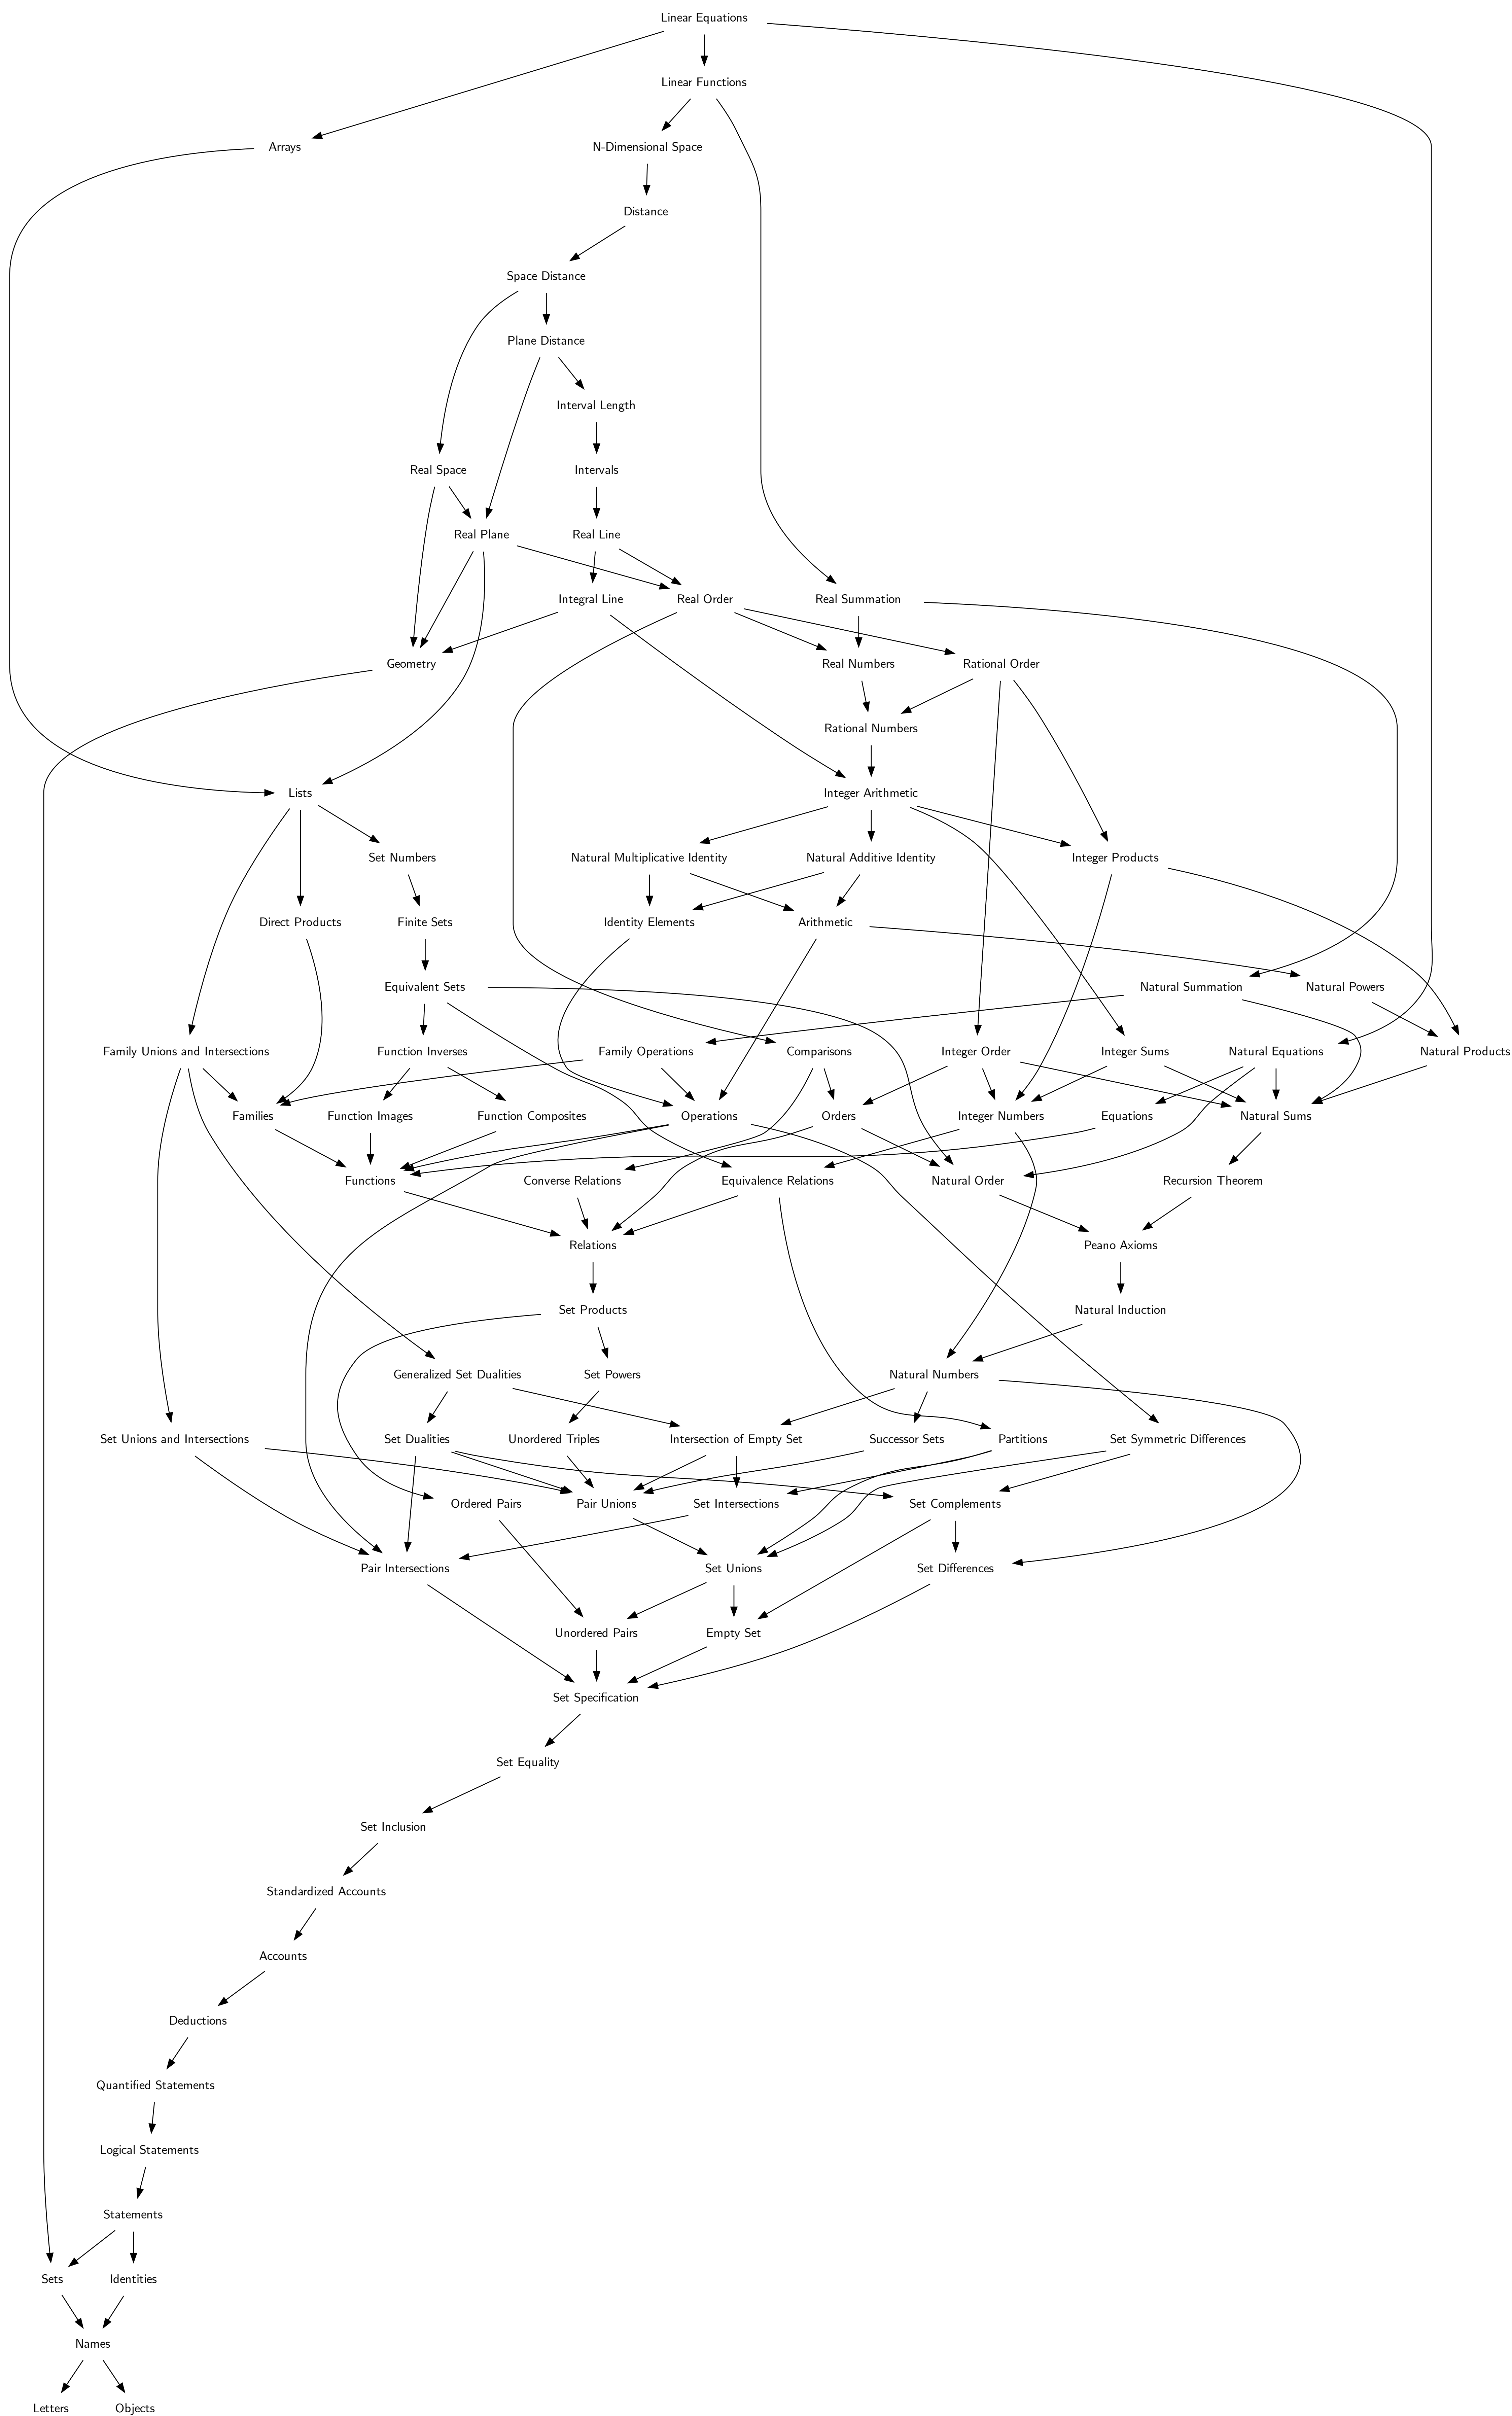 Linear Equations
Linear Functions
Arrays
N-Dimensional Space
Distance
Space Distance
Plane Distance
Interval Length
Real Space
Intervals
Real Plane
Real Line
Integral Line
Real Order
Real Summation
Geometry
Real Numbers
Rational Order
Rational Numbers
Lists
Integer Arithmetic
Set Numbers
Natural Multiplicative Identity
Natural Additive Identity
Integer Products
Direct Products
Finite Sets
Identity Elements
Arithmetic
Equivalent Sets
Natural Summation
Natural Powers
Family Unions and Intersections
Function Inverses
Family Operations
Comparisons
Integer Order
Integer Sums
Natural Equations
Natural Products
Families
Function Images
Function Composites
Operations
Orders
Integer Numbers
Equations
Natural Sums
Functions
Converse Relations
Equivalence Relations
Natural Order
Recursion Theorem
Relations
Peano Axioms
Set Products
Natural Induction
Generalized Set Dualities
Set Powers
Natural Numbers
Set Unions and Intersections
Set Dualities
Unordered Triples
Intersection of Empty Set
Successor Sets
Partitions
Set Symmetric Differences
Ordered Pairs
Pair Unions
Set Intersections
Set Complements
Pair Intersections
Set Unions
Set Differences
Unordered Pairs
Empty Set
Set Specification
Set Equality
Set Inclusion
Standardized Accounts
Accounts
Deductions
Quantified Statements
Logical Statements
Statements
Sets
Identities
Names
Letters
Objects